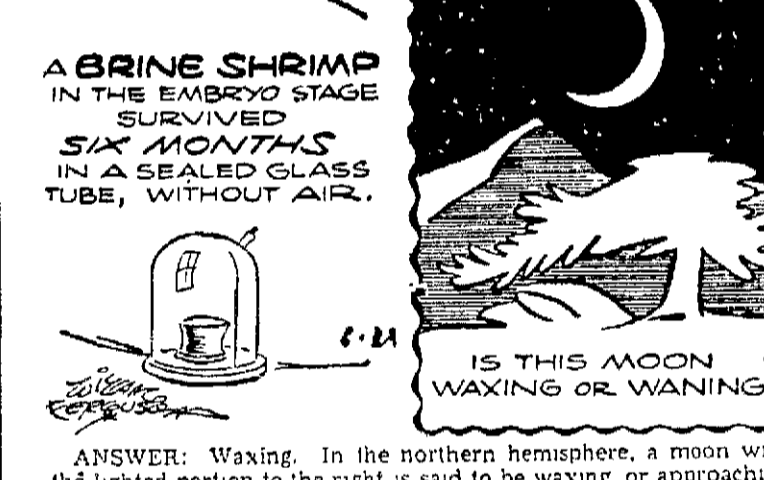 A BRINE SHRIMP
IN THE EMBRYO STAGE
SURVIVED
SIX MONTHS
IN A SEALED GLASS
TUBE, WITHOUT AIR.
WILLIAM
FERGUSON
IS THIS MOON
WAXING OR WANING
ANSWER: Waxing. In the northern hemisphere, a moon
the lighted portion to the right is said to be waxing, or